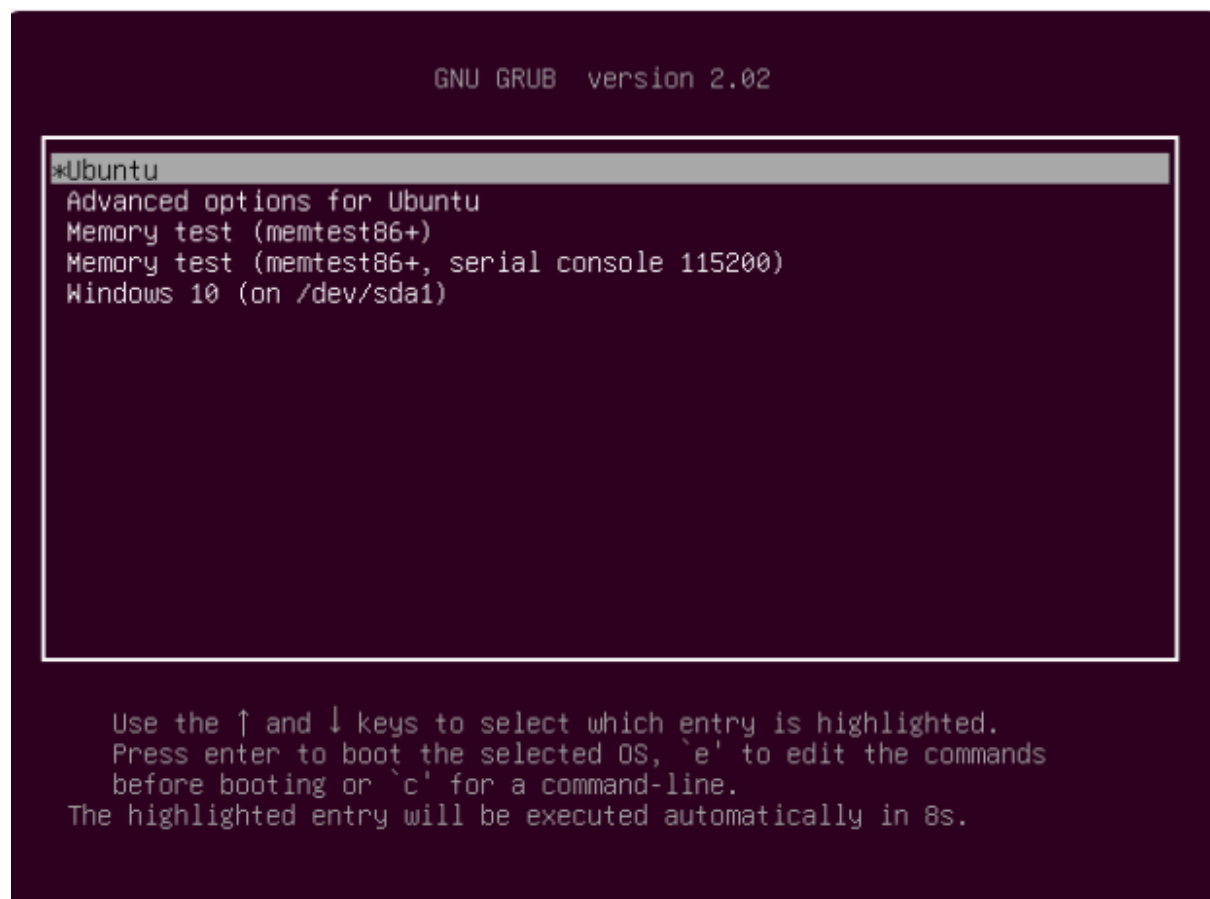 GNU GRUB  version 2.02
*Ubuntu
Advanced options for Ubuntu
Memory test (memtest86+)
Memory test (memtest86+, serial console 115200)
Windows 10 (on /dev/sda1)
Use the ↑ and ↓ keys to select which entry is highlighted.
Press enter to boot the selected OS, `e' to edit the commands
before booting or `c' for a command-line.
The highlighted entry will be executed automatically in 8s.